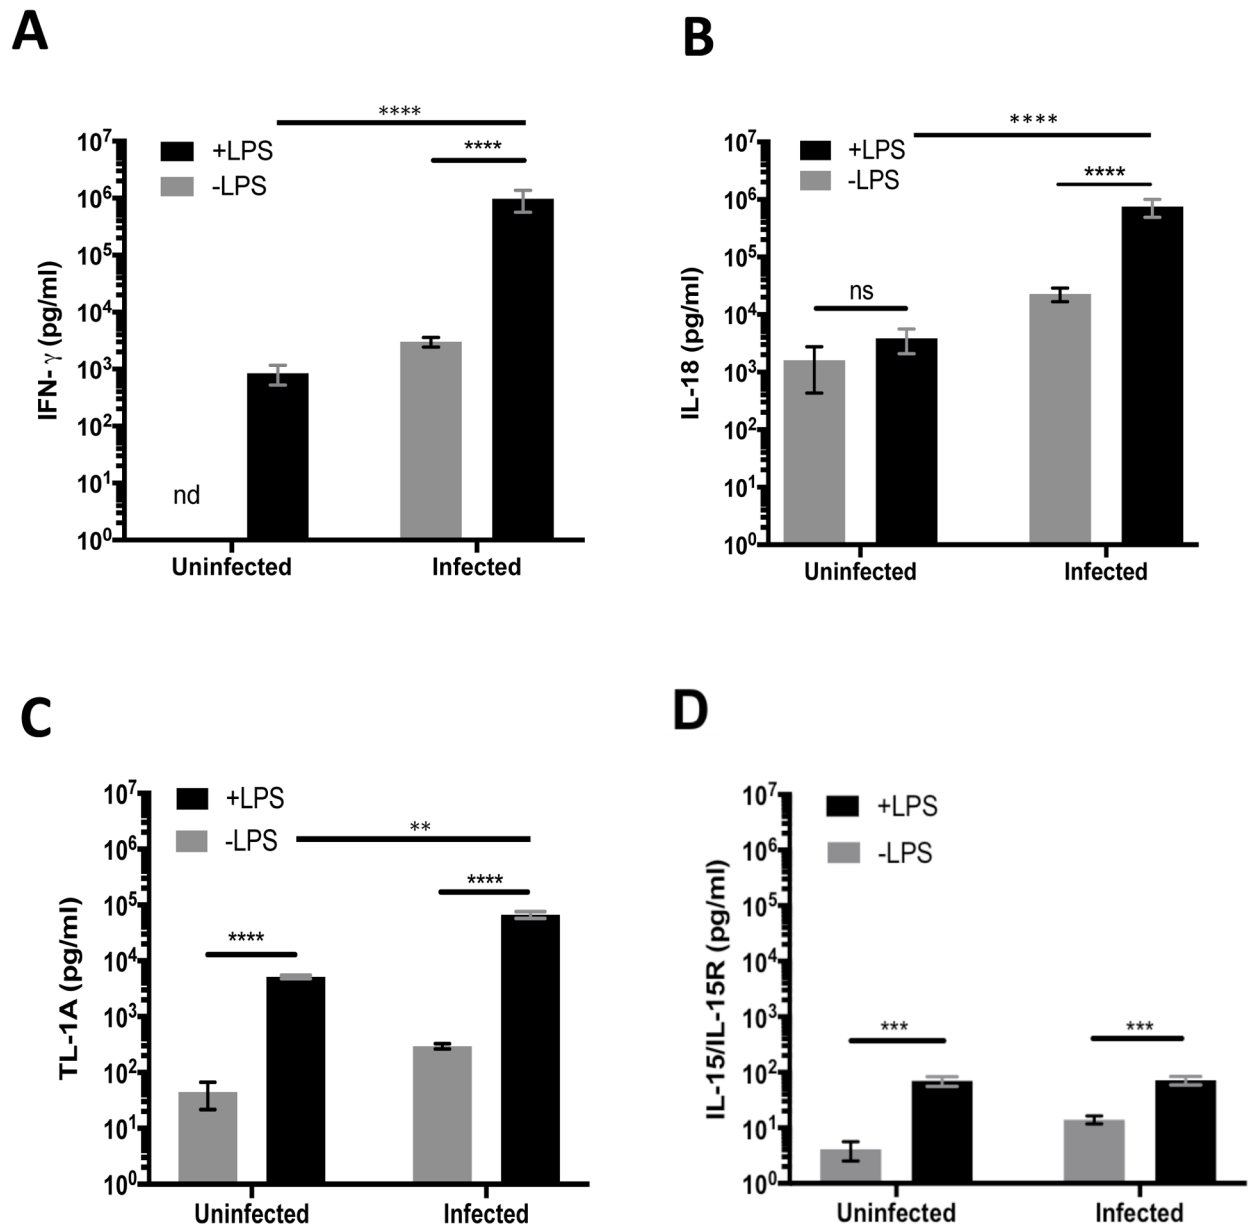 A
****
****
+LPS
-LPS
10⁷
10⁶
10⁵
10⁴
10³
10²
10¹
10⁰
IFN- γ (pg/ml)
nd
Uninfected
Infected
B
****
****
+LPS
-LPS
ns
10⁷
10⁶
10⁵
10⁴
10³
10²
10¹
10⁰
IL-18 (pg/ml)
Uninfected
Infected
C
+LPS
-LPS
**
****
****
10⁷
10⁶
10⁵
10⁴
10³
10²
10¹
10⁰
TL-1A (pg/ml)
Uninfected
Infected
D
+LPS
-LPS
***
***
10⁷
10⁶
10⁵
10⁴
10³
10²
10¹
10⁰
IL-15/IL-15R (pg/ml)
Uninfected
Infected